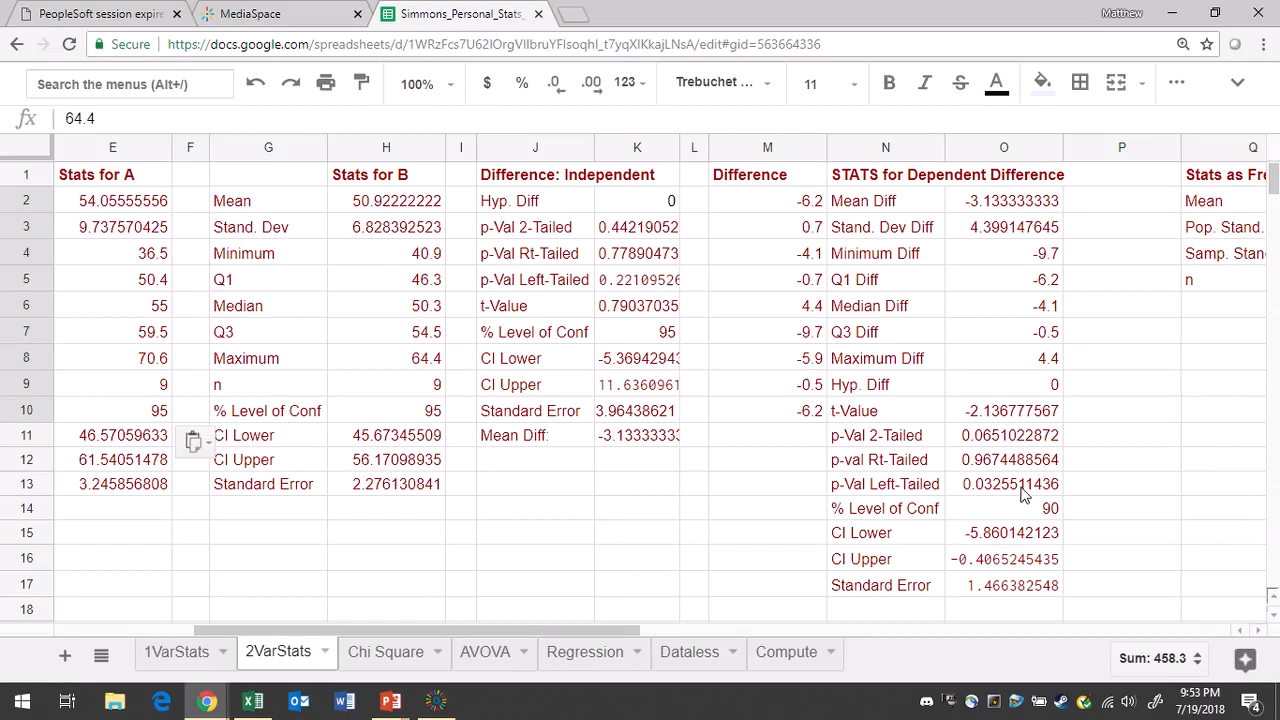 PeopleSoft session expire
MediaSpace
Simmons_Personal_Stats_
Matthew
Secure
https://docs.google.com/spreadsheets/d/1WRzFcs7U62IOrgVIIbruYFIsoqhI_t7yqXIKkajLNsA/edit#gid=563664336
Search the menus (Alt+/) 100% $ % .0 .00 123 Trebuchet ... 11 B I S A
fx 64.4
E F G H I J K L M N O P Q
1 Stats for A Stats for B Difference: Independent Difference STATS for Dependent Difference Stats as Fre
2 54.05555556 Mean 50.92222222 Hyp. Diff 0 -6.2 Mean Diff -3.133333333 Mean
3 9.737570425 Stand. Dev 6.828392523 p-Val 2-Tailed 0.44219052 0.7 Stand. Dev Diff 4.399147645 Pop. Stand.
4 36.5 Minimum 40.9 p-Val Rt-Tailed 0.77890473 -4.1 Minimum Diff -9.7 Samp. Stan
5 50.4 Q1 46.3 p-Val Left-Tailed 0.22109526 -0.7 Q1 Diff -6.2 n
6 55 Median 50.3 t-Value 0.79037035 4.4 Median Diff -4.1
7 59.5 Q3 54.5 % Level of Conf 95 -9.7 Q3 Diff -0.5
8 70.6 Maximum 64.4 CI Lower -5.3694294 -5.9 Maximum Diff 4.4
9 9 n 9 CI Upper 11.6360961 -0.5 Hyp. Diff 0
10 95 % Level of Conf 95 Standard Error 3.96438621 -6.2 t-Value -2.136777567
11 46.57059633 CI Lower 45.67345509 Mean Diff: -3.1333333 p-Val 2-Tailed 0.0651022872
12 61.54051478 CI Upper 56.17098935 p-val Rt-Tailed 0.9674488564
13 3.245856808 Standard Error 2.276130841 p-Val Left-Tailed 0.0325511436
14 % Level of Conf 90
15 CI Lower -5.860142123
16 CI Upper -0.4065245435
17 Standard Error 1.466382548
18
1VarStats 2VarStats Chi Square AVOVA Regression Dataless Compute Sum: 458.3
9:53 PM
7/19/2018
4